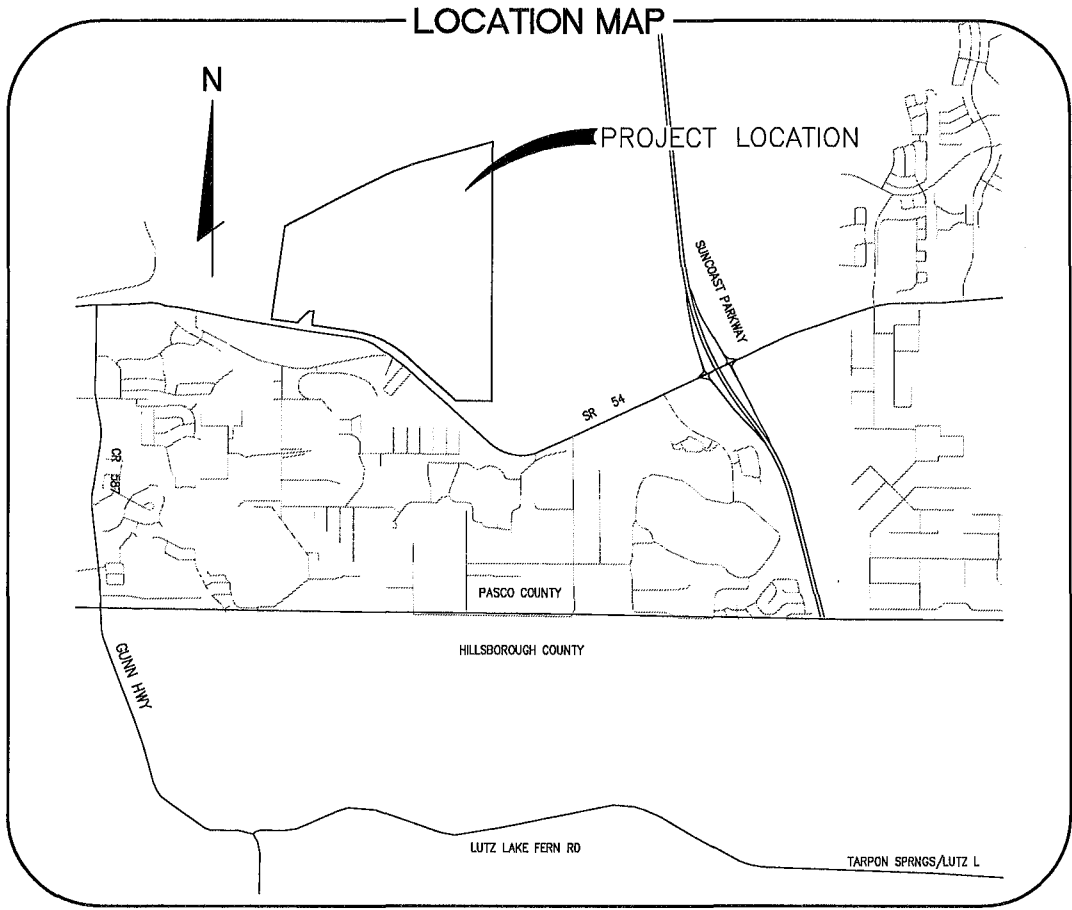 LOCATION MAP
N
PROJECT LOCATION
SUNCOAST PARKWAY
SR 54
CR 587
PASCO COUNTY
HILLSBOROUGH COUNTY
GUNN HWY
LUTZ LAKE FERN RD
TARPON SPRNGS/LUTZ L